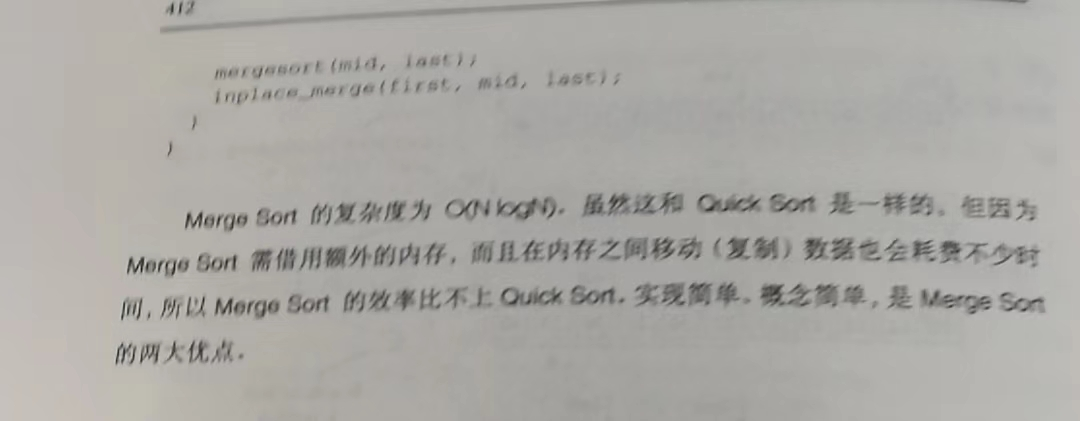 412
mergesort(mid, last);
inplace_merge(first, mid, last);
}
}
Merge Sort 的复杂度为 O(N logN)。虽然这和 Quick Sort 是一样的，但因为
Merge Sort 需借用额外的内存，而且在内存之间移动（复制）数据也会耗费不少时
间，所以 Merge Sort 的效率比不上 Quick Sort。实现简单、概念简单，是 Merge Sort
的两大优点。